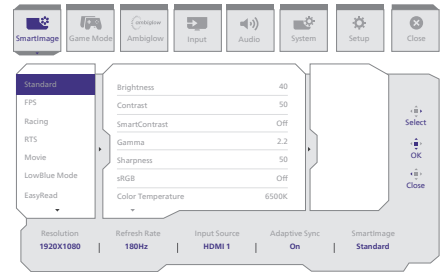 ambiglow
SmartImage Game Mode Ambiglow Input Audio System Setup Close
Standard
FPS
Racing
RTS
Movie
LowBlue Mode
EasyRead
Brightness 40
Contrast 50
SmartContrast Off
Gamma 2.2
Sharpness 50
sRGB Off
Color Temperature 6500K
Select
OK
Close
Resolution Refresh Rate Input Source Adaptive Sync SmartImage
1920X1080 | 180Hz | HDMI 1 | On | Standard